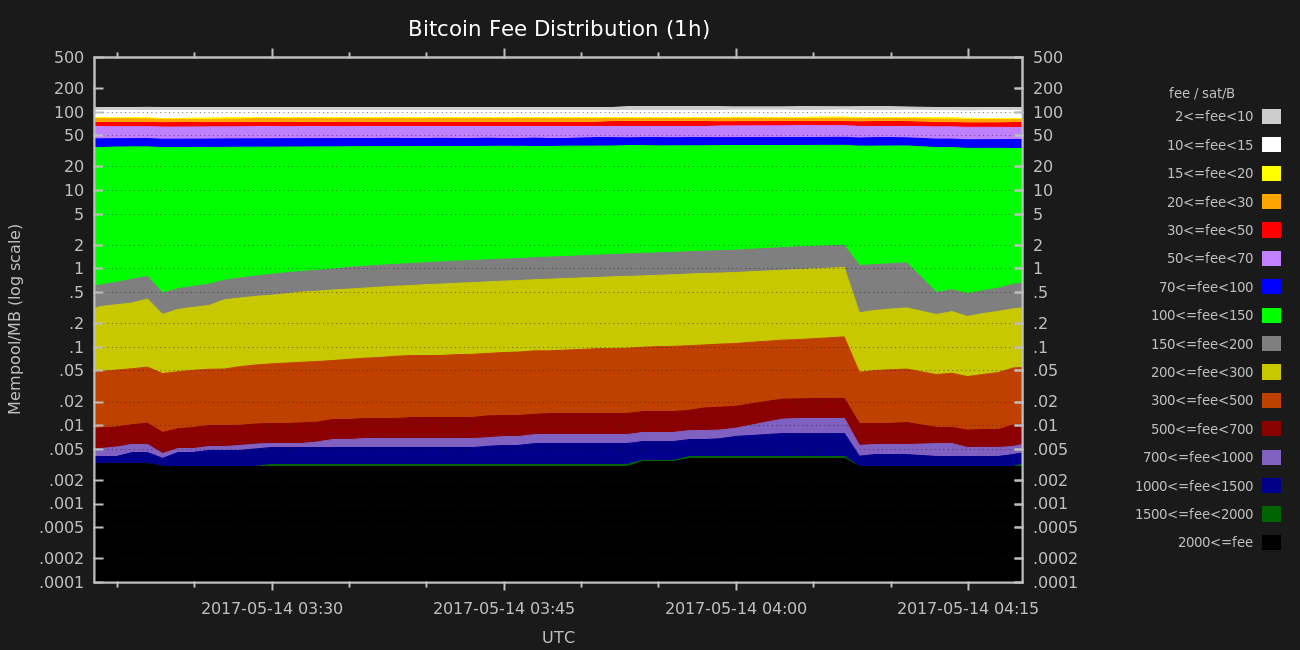 Bitcoin Fee Distribution (1h)
Mempool/MB (log scale)
500
200
100
50
20
10
5
2
1
.5
.2
.1
.05
.02
.01
.005
.002
.001
.0005
.0002
.0001
500
200
100
50
20
10
5
2
1
.5
.2
.1
.05
.02
.01
.005
.002
.001
.0005
.0002
.0001
2017-05-14 03:30 2017-05-14 03:45 2017-05-14 04:00 2017-05-14 04:15
UTC
fee / sat/B
2<=fee<10
10<=fee<15
15<=fee<20
20<=fee<30
30<=fee<50
50<=fee<70
70<=fee<100
100<=fee<150
150<=fee<200
200<=fee<300
300<=fee<500
500<=fee<700
700<=fee<1000
1000<=fee<1500
1500<=fee<2000
2000<=fee